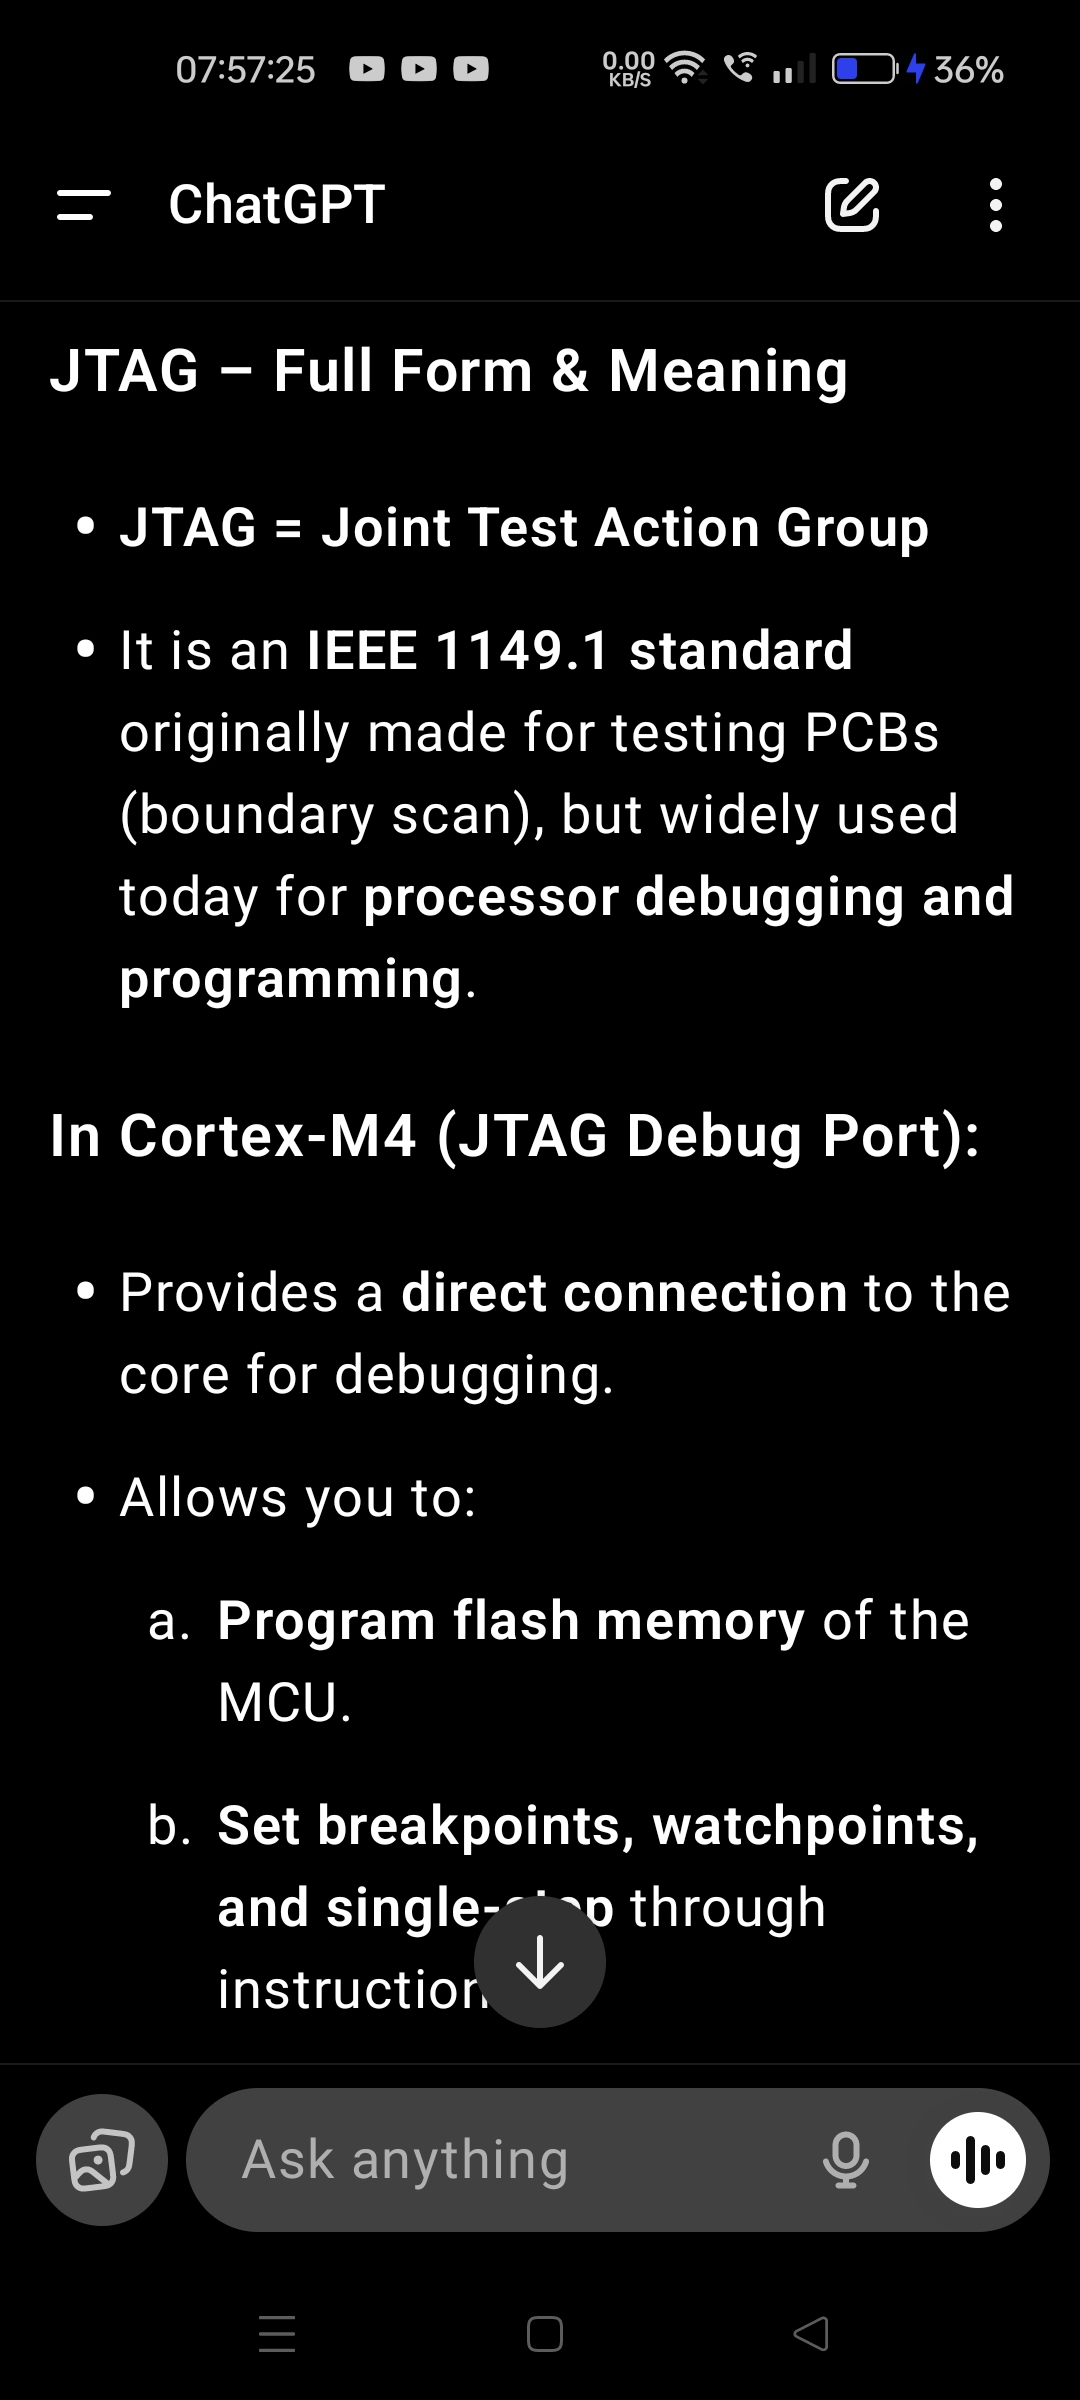 07:57:25 0.00 KB/S 36%
ChatGPT
JTAG – Full Form & Meaning
• JTAG = Joint Test Action Group
• It is an IEEE 1149.1 standard
originally made for testing PCBs
(boundary scan), but widely used
today for processor debugging and
programming.
In Cortex-M4 (JTAG Debug Port):
• Provides a direct connection to the
core for debugging.
• Allows you to:
a. Program flash memory of the
MCU.
b. Set breakpoints, watchpoints,
and single-step through
instruction
Ask anything